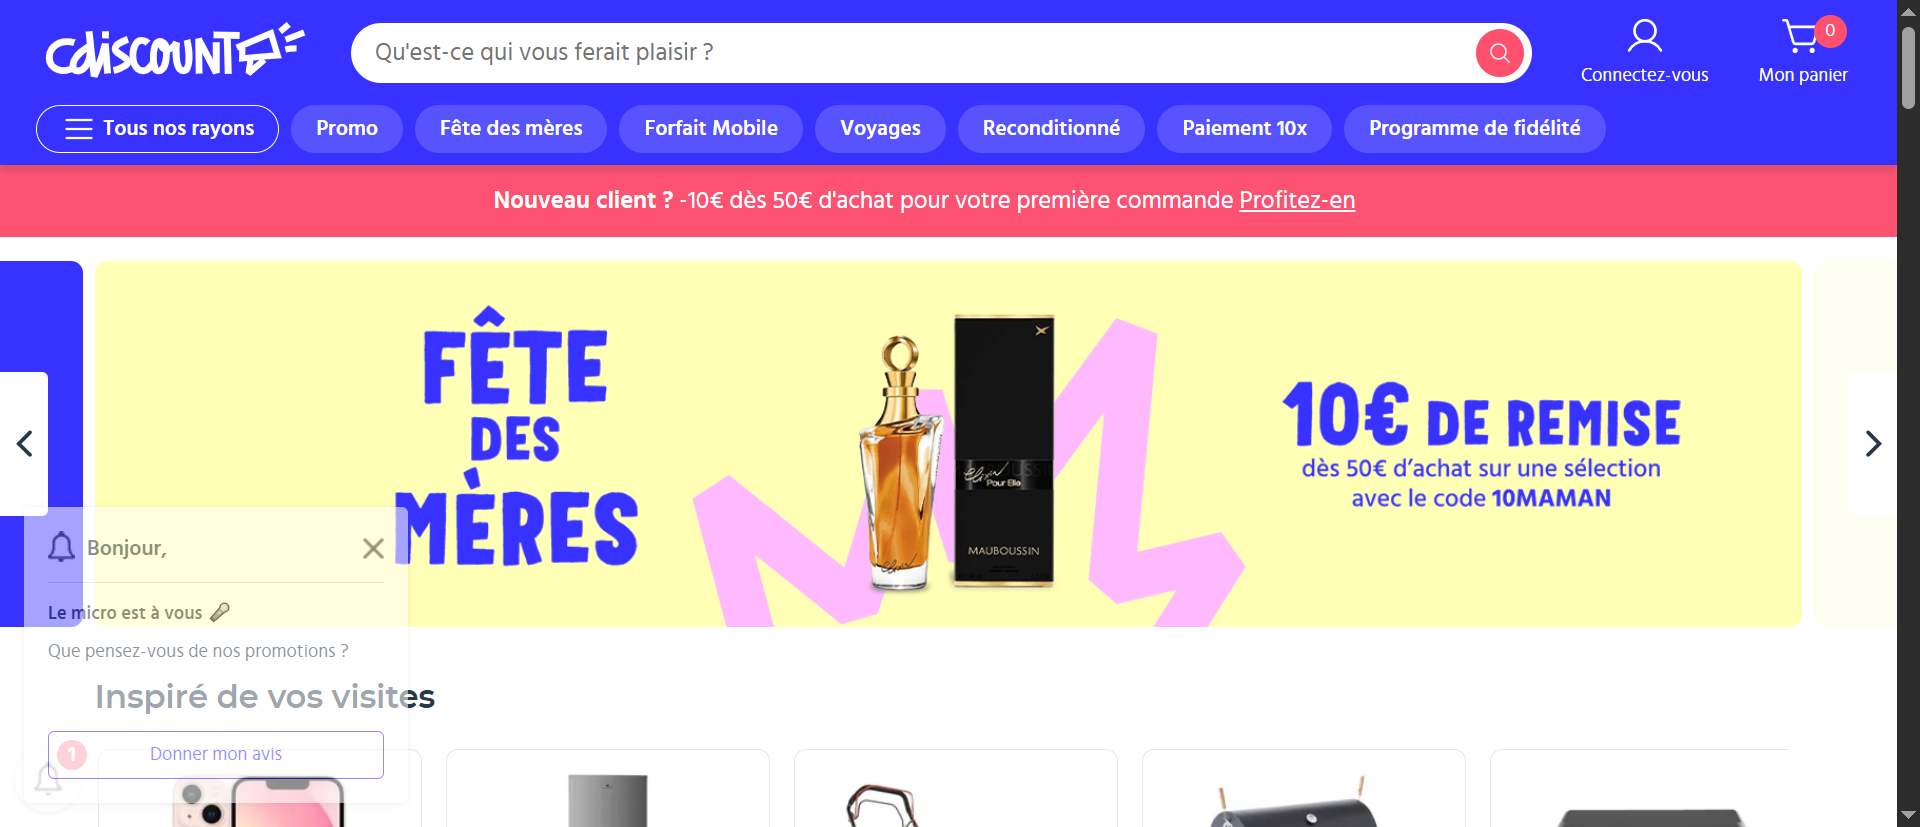 cdiscount
Qu'est-ce qui vous ferait plaisir ?
Connectez-vous
0
Mon panier
Tous nos rayons
Promo
Fête des mères
Forfait Mobile
Voyages
Reconditionné
Paiement 10x
Programme de fidélité
Nouveau client ? -10€ dès 50€ d'achat pour votre première commande Profitez-en
FÊTE
DES
MÈRES
Elixir
Pour Elle
MAUBOUSSIN
10€ DE REMISE
dès 50€ d’achat sur une sélection
avec le code 10MAMAN
Bonjour,
Le micro est à vous
Que pensez-vous de nos promotions ?
Inspiré de vos visites
1
Donner mon avis